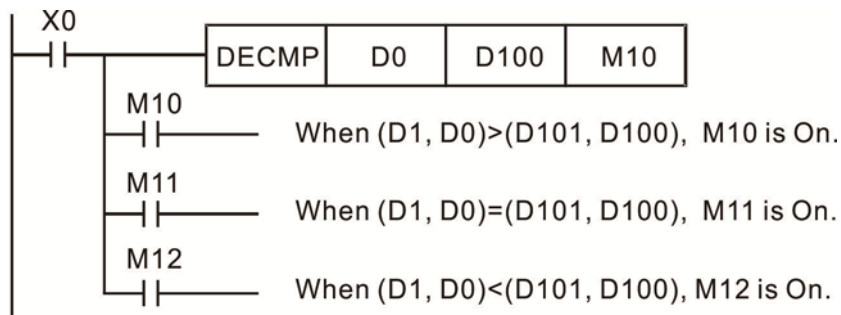 X0
DECMP D0 D100 M10
M10
When (D1, D0)>(D101, D100), M10 is On.
M11
When (D1, D0)=(D101, D100), M11 is On.
M12
When (D1, D0)<(D101, D100), M12 is On.